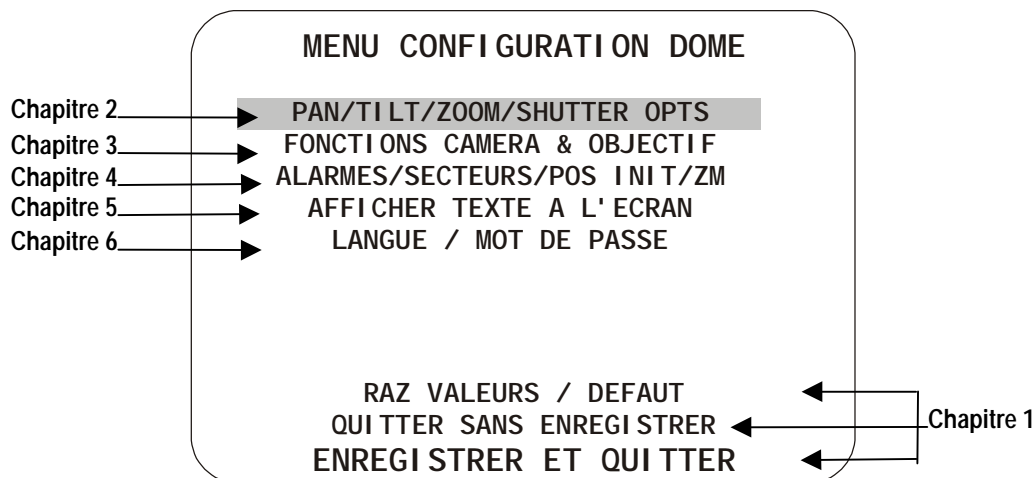 MENU CONFIGURATION DOME
Chapitre 2 PAN/TILT/ZOOM/SHUTTER OPTS
Chapitre 3 FONCTIONS CAMERA & OBJECTIF
Chapitre 4 ALARMES/SECTEURS/POS INIT/ZM
Chapitre 5 AFFICHER TEXTE A L'ECRAN
Chapitre 6 LANGUE / MOT DE PASSE
RAZ VALEURS / DEFAUT
QUITTER SANS ENREGISTRER Chapitre 1
ENREGISTRER ET QUITTER